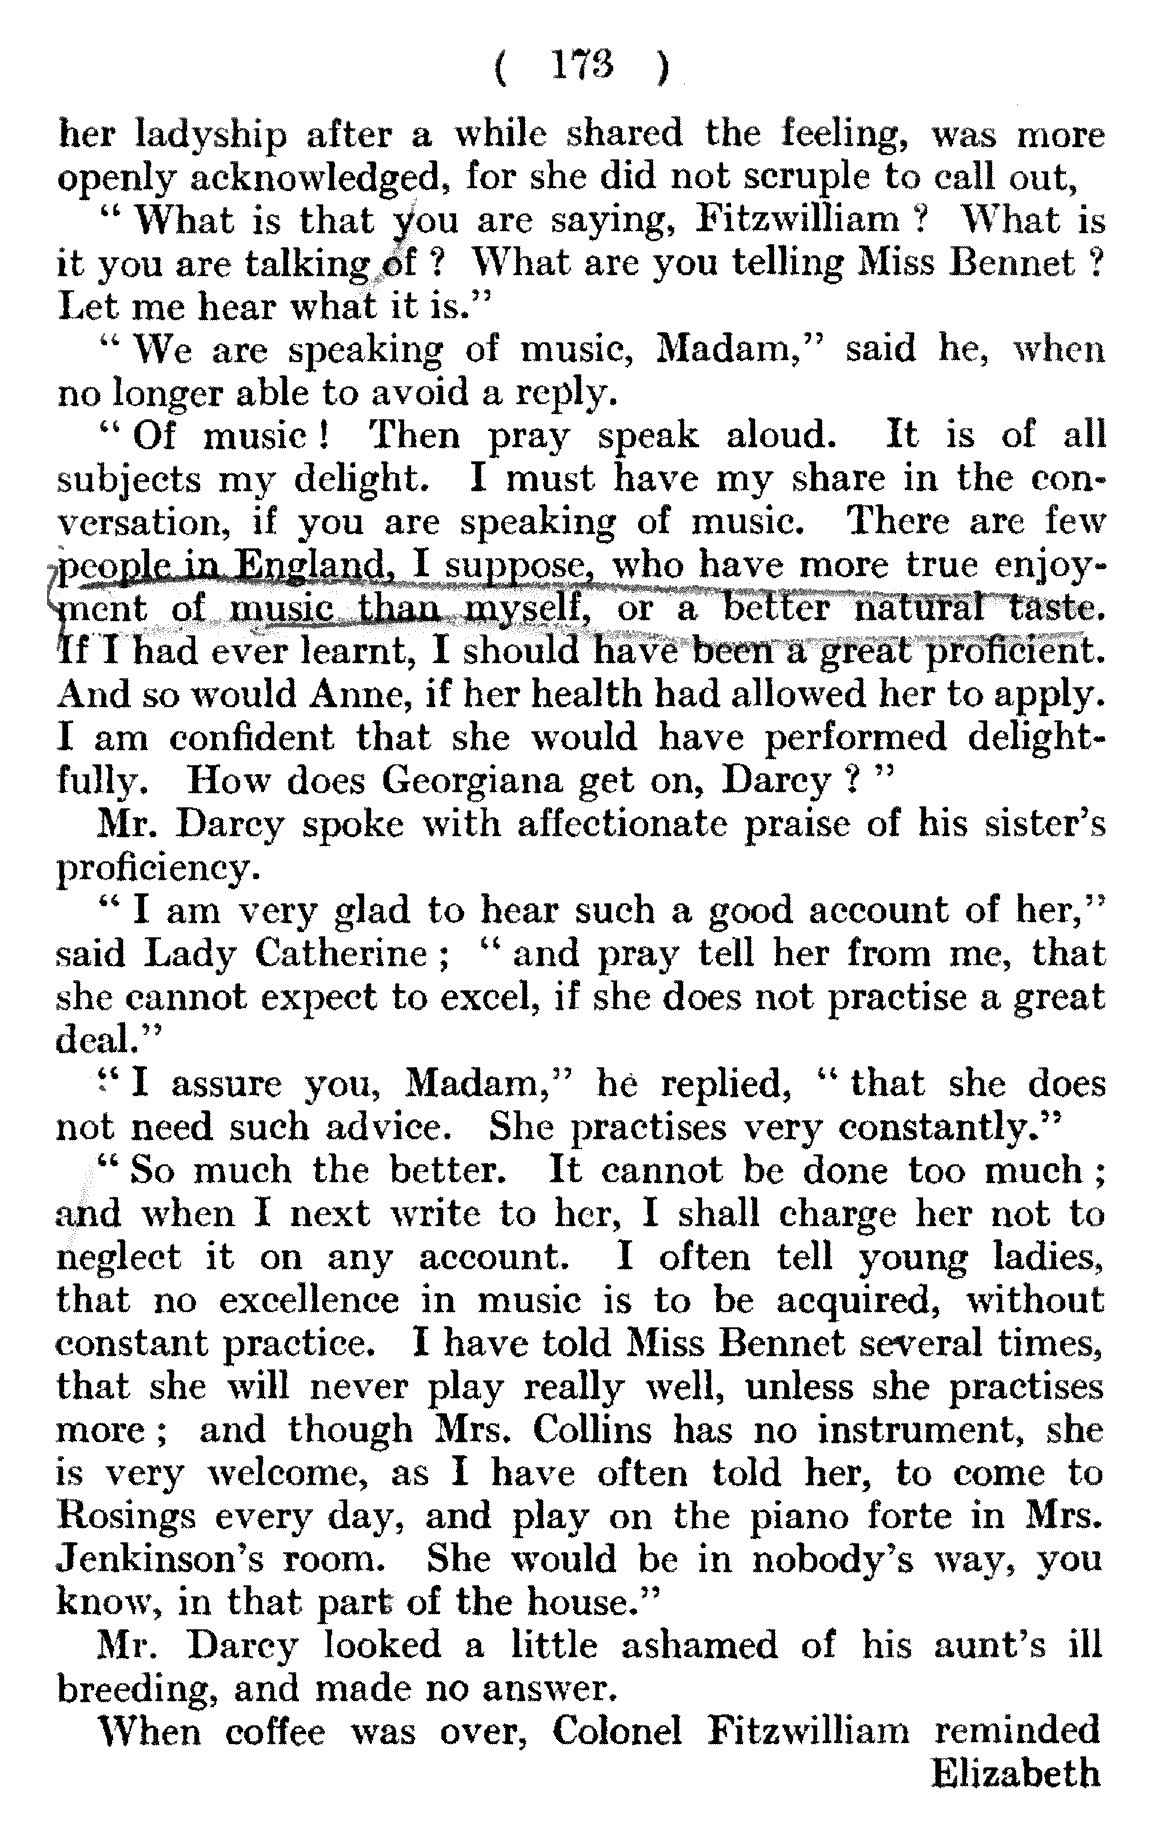 ( 173 )
her ladyship after a while shared the feeling, was more
openly acknowledged, for she did not scruple to call out,
“ What is that you are saying, Fitzwilliam ? What is
it you are talking of ? What are you telling Miss Bennet ?
Let me hear what it is.”
“ We are speaking of music, Madam,” said he, when
no longer able to avoid a reply.
“ Of music ! Then pray speak aloud. It is of all
subjects my delight. I must have my share in the con-
versation, if you are speaking of music. There are few
people in England, I suppose, who have more true enjoy-
ment of music than myself, or a better natural taste.
If I had ever learnt, I should have been a great proficient.
And so would Anne, if her health had allowed her to apply.
I am confident that she would have performed delight-
fully. How does Georgiana get on, Darcy ? ”
Mr. Darcy spoke with affectionate praise of his sister’s
proficiency.
“ I am very glad to hear such a good account of her,”
said Lady Catherine ; “ and pray tell her from me, that
she cannot expect to excel, if she does not practise a great
deal.”
“ I assure you, Madam,” he replied, “ that she does
not need such advice. She practises very constantly.”
“ So much the better. It cannot be done too much ;
and when I next write to her, I shall charge her not to
neglect it on any account. I often tell young ladies,
that no excellence in music is to be acquired, without
constant practice. I have told Miss Bennet several times,
that she will never play really well, unless she practises
more ; and though Mrs. Collins has no instrument, she
is very welcome, as I have often told her, to come to
Rosings every day, and play on the piano forte in Mrs.
Jenkinson’s room. She would be in nobody’s way, you
know, in that part of the house.”
Mr. Darcy looked a little ashamed of his aunt’s ill
breeding, and made no answer.
When coffee was over, Colonel Fitzwilliam reminded
Elizabeth